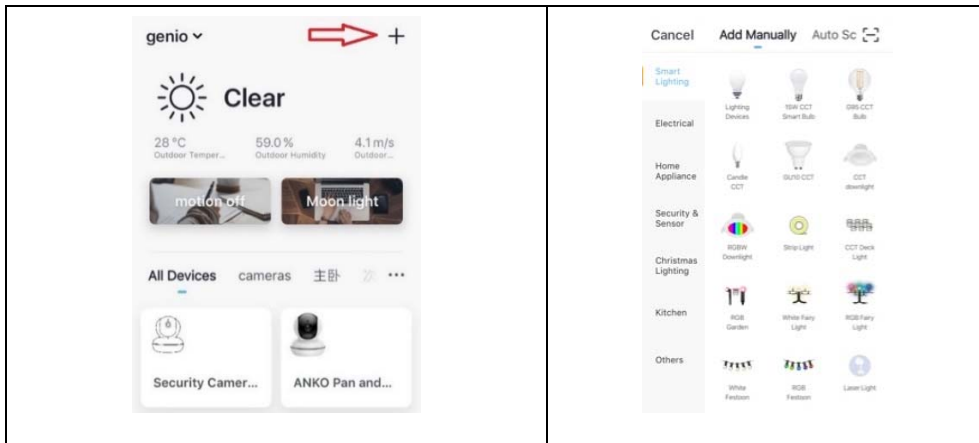 genio
Clear
28 °C
59.0 %
4.1 m/s
Outdoor Temper...
Outdoor Humidity
Outdoor...
motion off
Moon light
All Devices
cameras
主卧
Security Camer...
ANKO Pan and...
Cancel
Add Manually
Auto Sc
Smart
Lighting
Electrical
Home
Appliance
Security &
Sensor
Christmas
Lighting
Kitchen
Others
Lighting
Devices
15W CCT
Smart Bulb
G95 CCT
Bulb
Candle
CCT
GU10 CCT
CCT
downlight
RGBW
Downlight
Strip Light
CCT Deck
Light
RGB
Garden
White Fairy
Light
RGB Fairy
Light
White
Festoon
RGB
Festoon
Laser Light